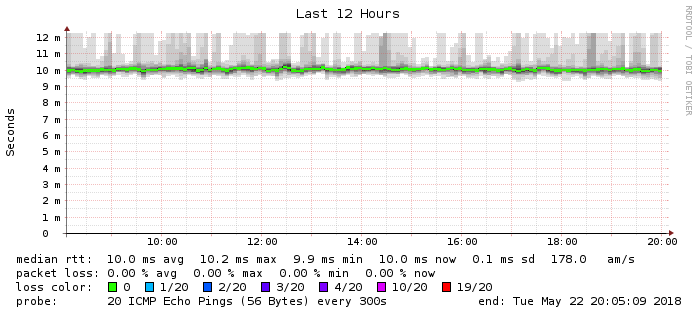 Last 12 Hours
RRDTOOL / TOBI OETIKER
Seconds
12 m
11 m
10 m
9 m
8 m
7 m
6 m
5 m
4 m
3 m
2 m
1 m
0
10:00 12:00 14:00 16:00 18:00 20:00
median rtt: 10.0 ms avg 10.2 ms max 9.9 ms min 10.0 ms now 0.1 ms sd 178.0 am/s
packet loss: 0.00 % avg 0.00 % max 0.00 % min 0.00 % now
loss color: 0 1/20 2/20 3/20 4/20 10/20 19/20
probe: 20 ICMP Echo Pings (56 Bytes) every 300s end: Tue May 22 20:05:09 2018